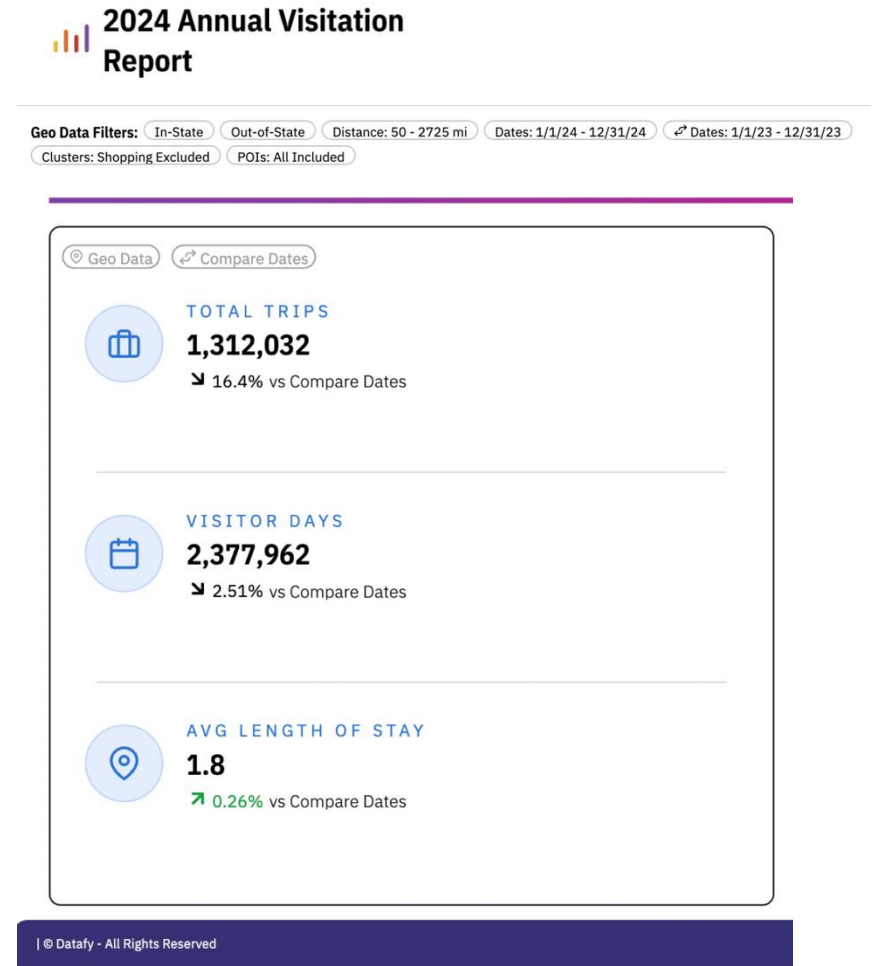 2024 Annual Visitation
Report
Geo Data Filters: In-State Out-of-State Distance: 50 - 2725 mi Dates: 1/1/24 - 12/31/24 Dates: 1/1/23 - 12/31/23
Clusters: Shopping Excluded POIs: All Included
Geo Data Compare Dates
TOTAL TRIPS
1,312,032
16.4% vs Compare Dates
VISITOR DAYS
2,377,962
2.51% vs Compare Dates
AVG LENGTH OF STAY
1.8
0.26% vs Compare Dates
| © Datafy - All Rights Reserved